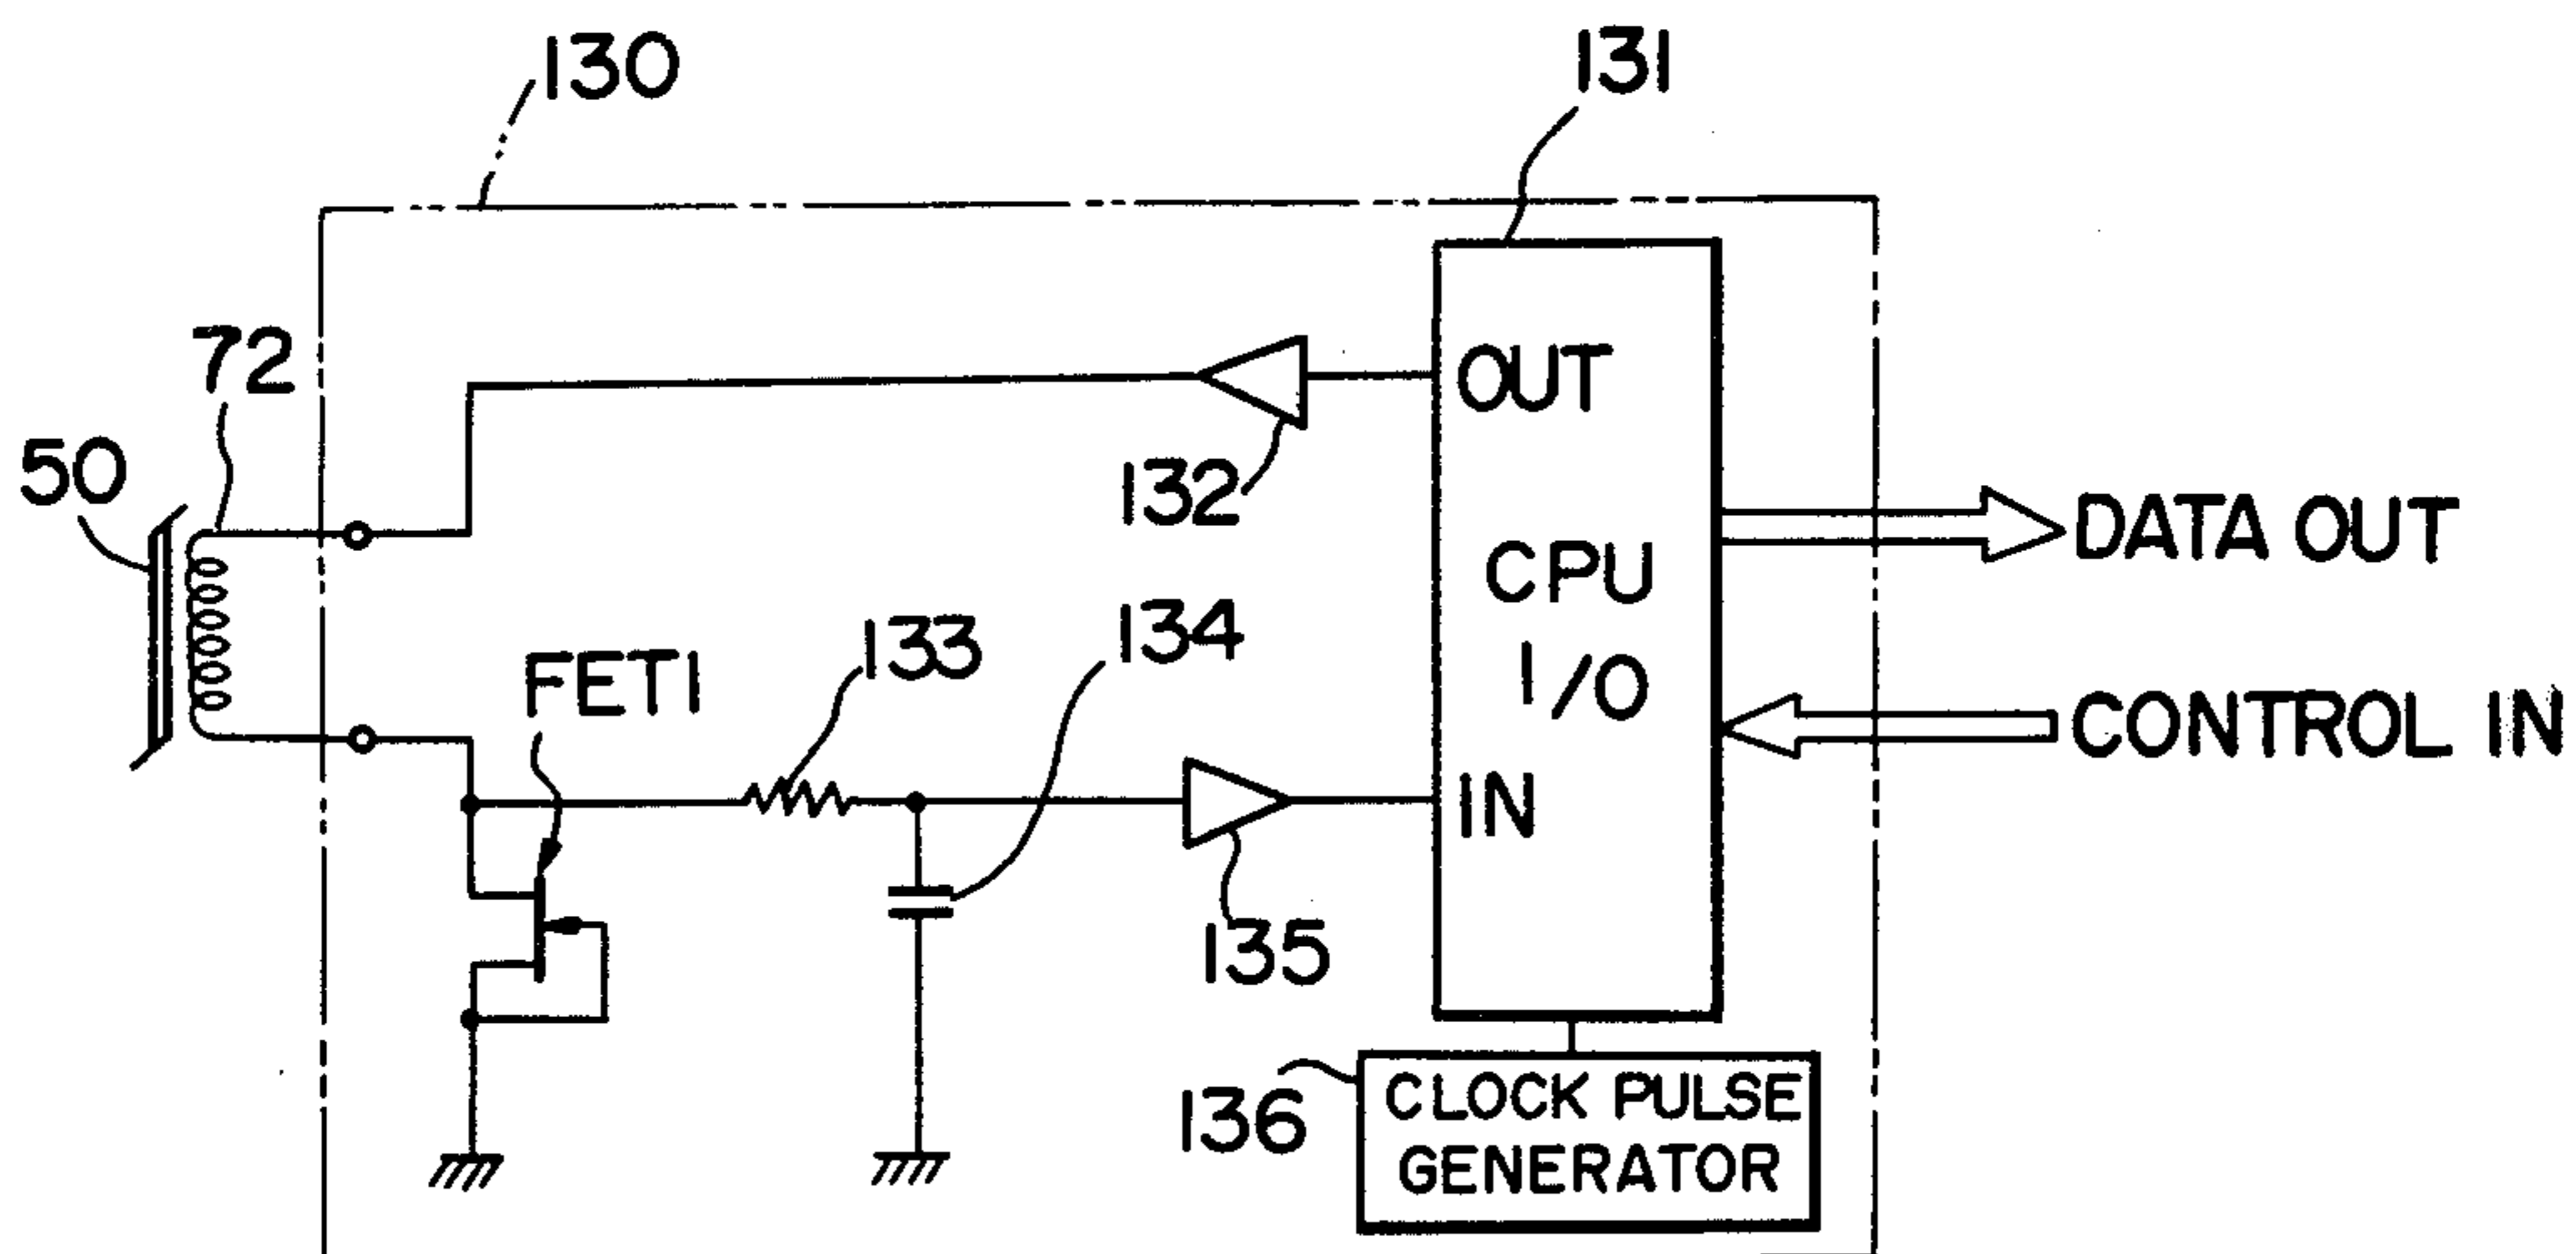 130
131
72
OUT
50
132
DATA OUT
CPU
133
134
FET1
I/O
CONTROL IN
IN
135
136
CLOCK PULSE
GENERATOR